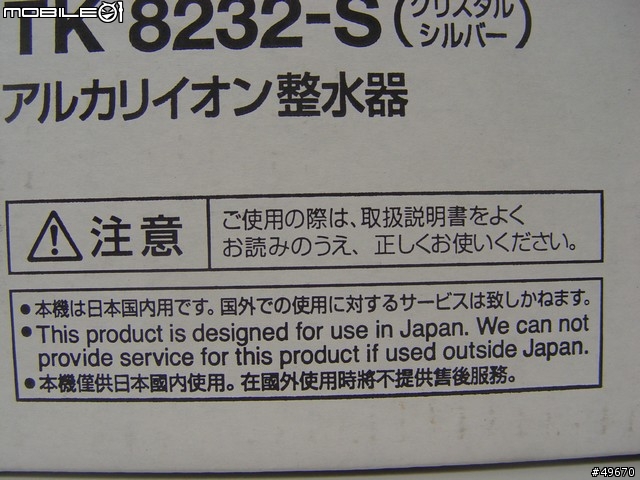 MOBILE01
TK 8232-S (クリスタル
シルバー)
アルカリイオン整水器
注意
ご使用の際は、取扱説明書をよく
お読みのうえ、正しくお使いください。
●本機は日本国内用です。国外での使用に対するサービスは致しかねます。
●This product is designed for use in Japan. We can not
provide service for this product if used outside Japan.
●本機僅供日本國内使用。在國外使用時將不提供售後服務。
#49670